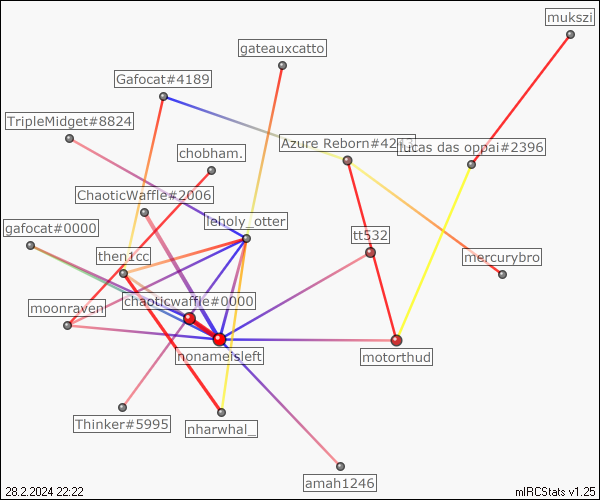 mukszi
gateauxcatto
Gafocat#4189
TripleMidget#8824
Azure Reborn#4243
lucas das oppai#2396
chobham.
ChaoticWaffle#2006
gafocat#0000
leholy_otter
tt532
then1cc
mercurybro
chaoticwaffle#0000
moonraven
nonameisleft
motorthud
Thinker#5995
nharwhal_
amah1246
28.2.2024 22:22
mIRCStats v1.25